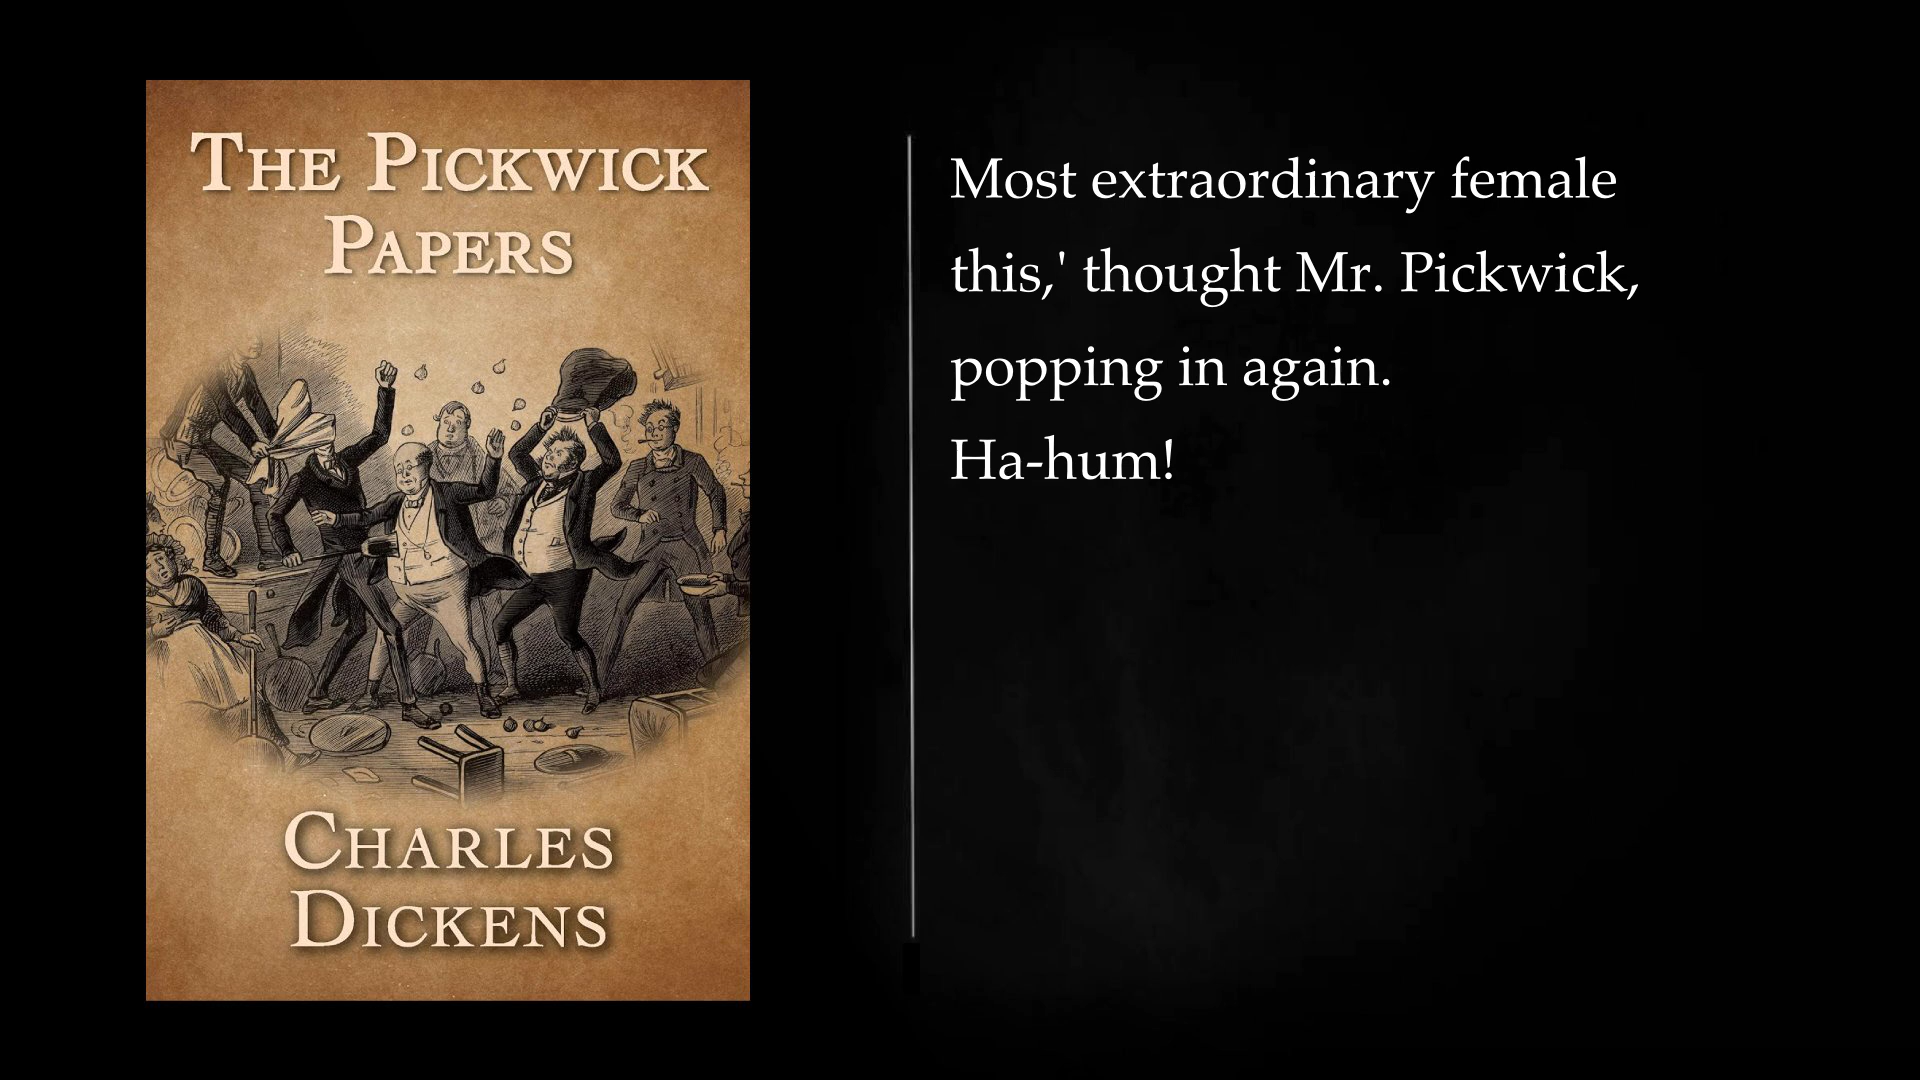 THE PICKWICK
PAPERS
CHARLES
DICKENS
Most extraordinary female
this,' thought Mr. Pickwick,
popping in again.
Ha-hum!